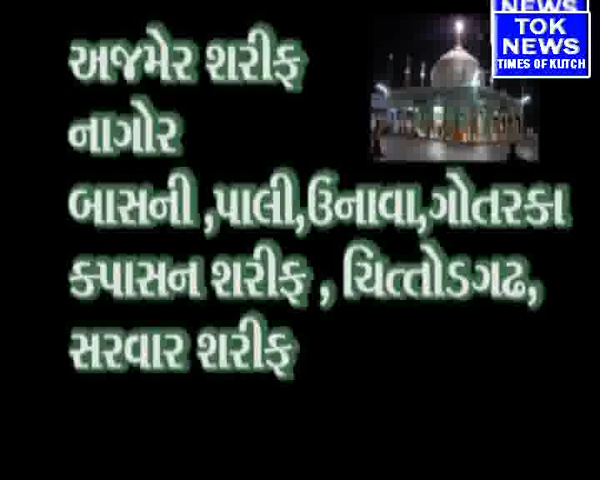 NEWS
TOK
NEWS
TIMES OF KUTCH
અજમેર શરીફ
નાગોર
બાસની ,પાલી,ઉનાવા,ગોતરકા
કપાસન શરીફ , ચિત્તોડગઢ,
સરવાર શરીફ